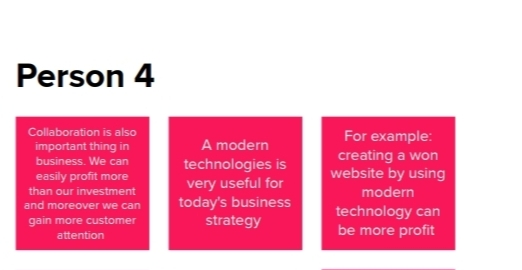 Person 4
Collaboration is also
important thing in
business. We can
easily profit more
than our investment
and moreover we can
gain more customer
attention
A modern
technologies is
very useful for
today's business
strategy
For example:
creating a won
website by using
modern
technology can
be more profit